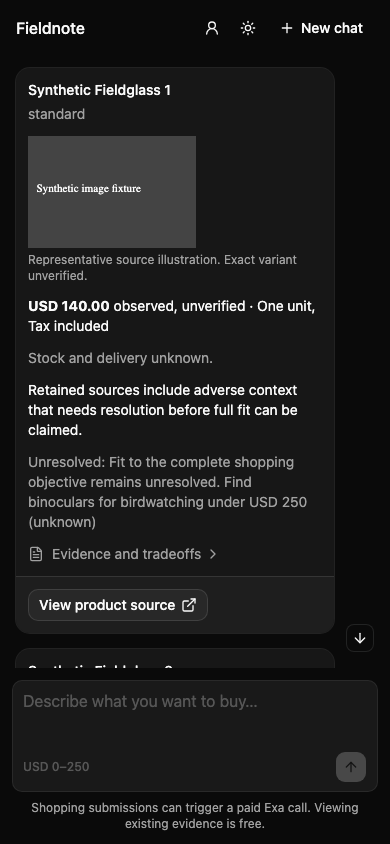 Fieldnote
New chat
Synthetic Fieldglass 1
standard
Synthetic image fixture
Representative source illustration. Exact variant
unverified.
USD 140.00 observed, unverified · One unit,
Tax included
Stock and delivery unknown.
Retained sources include adverse context
that needs resolution before full fit can be
claimed.
Unresolved: Fit to the complete shopping
objective remains unresolved. Find
binoculars for birdwatching under USD 250
(unknown)
Evidence and tradeoffs
View product source
Describe what you want to buy...
USD 0–250
Shopping submissions can trigger a paid Exa call. Viewing
existing evidence is free.